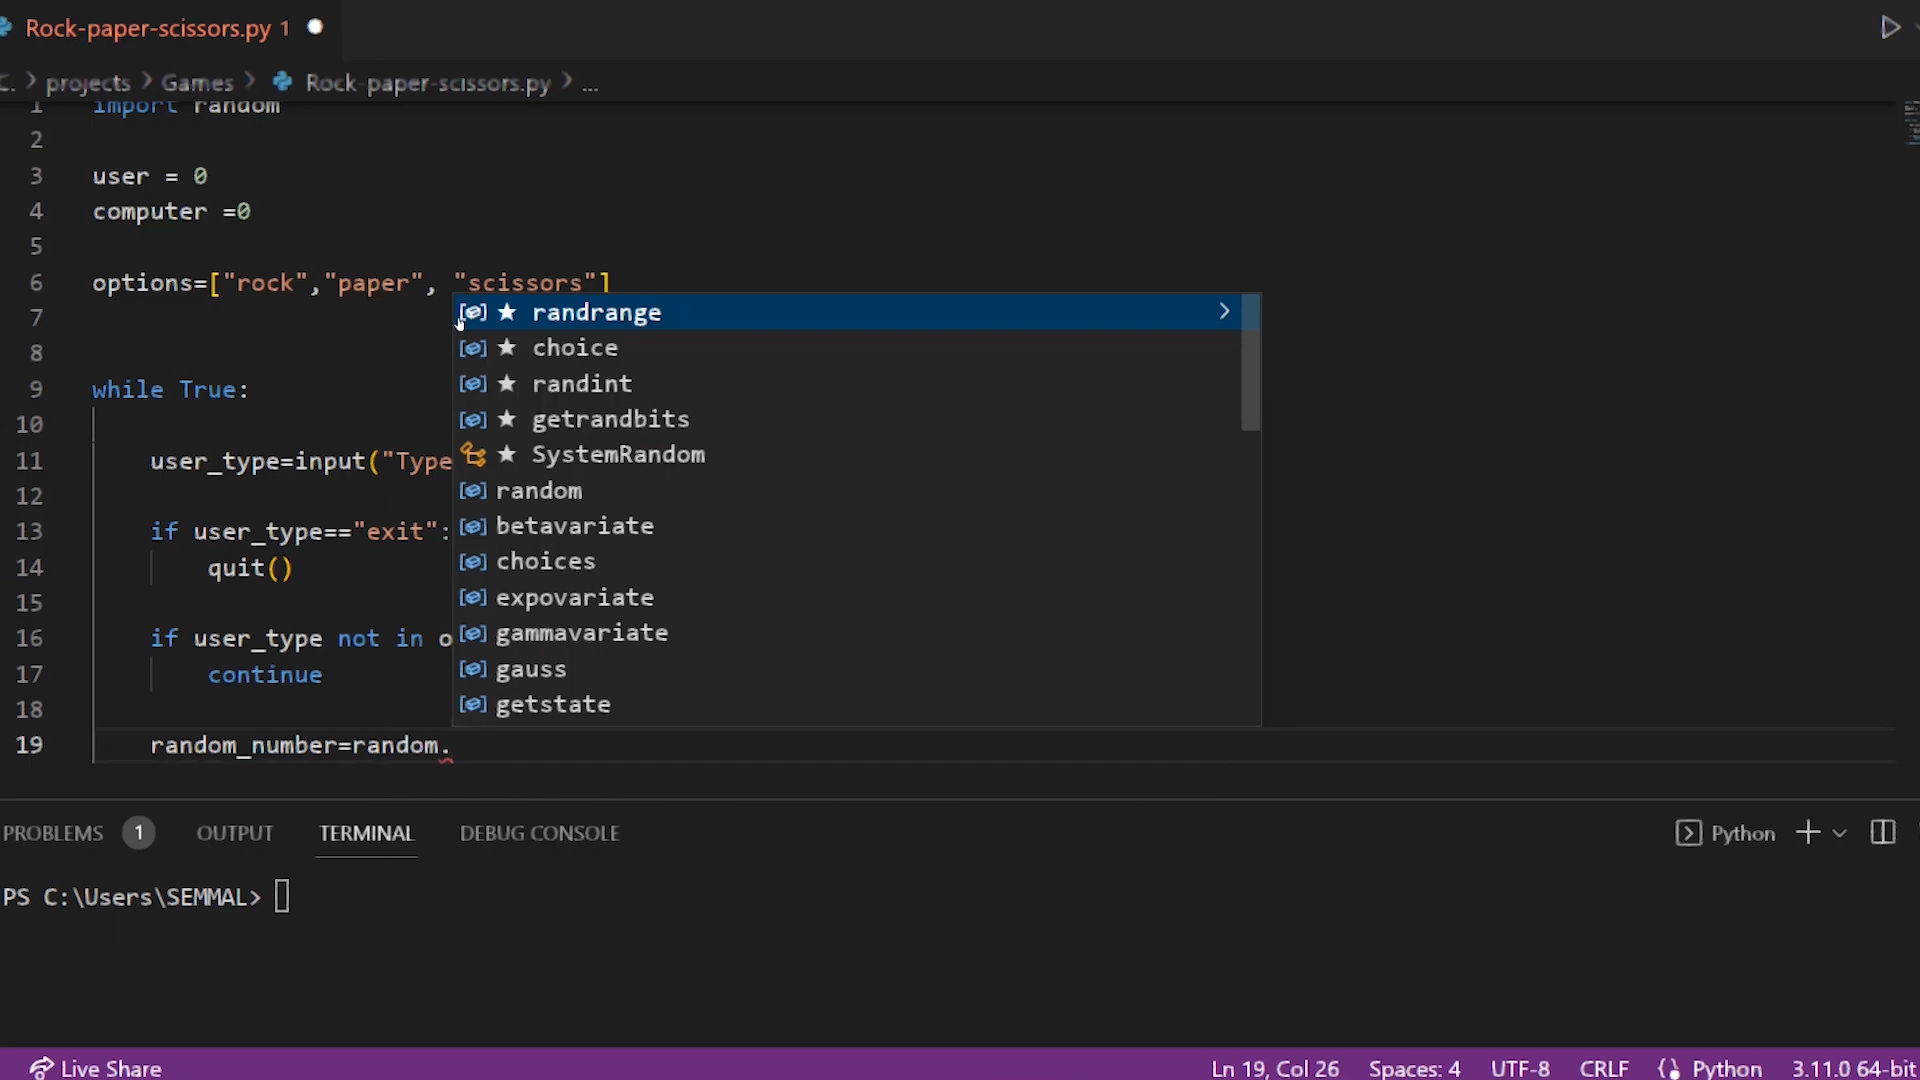 Rock-paper-scissors.py 1
projects > Games > Rock-paper-scissors.py > ...
1 import random
2
3 user = 0
4 computer =0
5
6 options=["rock","paper", "scissors"]
7
8
9 while True:
10
11 user_type=input("Type
12
13 if user_type=="exit":
14 quit()
15
16 if user_type not in o
17 continue
18
19 random_number=random.
randrange
choice
randint
getrandbits
SystemRandom
random
betavariate
choices
expovariate
gammavariate
gauss
getstate
PROBLEMS 1 OUTPUT TERMINAL DEBUG CONSOLE Python
PS C:\Users\SEMMAL>
Live Share Ln 19, Col 26 Spaces: 4 UTF-8 CRLF Python 3.11.0 64-bit